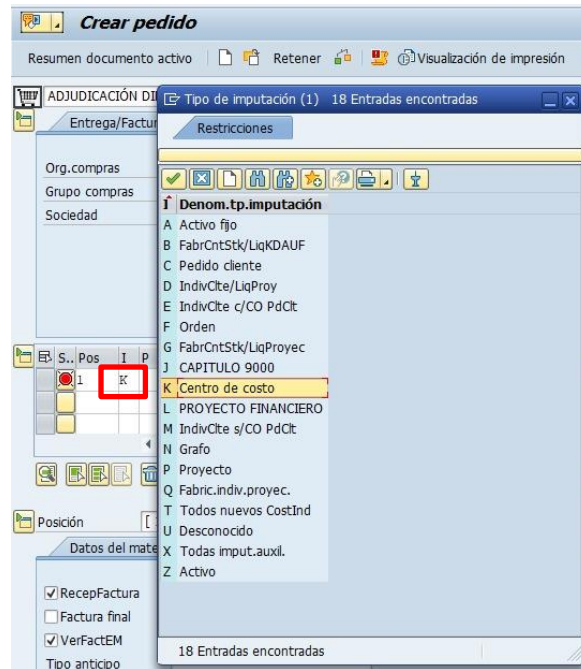 Crear pedido
Resumen documento activo Retener Visualización de impresión
ADJUDICACIÓN DI
Entrega/Factur
Org.compras
Grupo compras
Sociedad
S.. Pos I P
1 K
Posición [
Datos del mate
RecepFactura
Factura final
VerFactEM
Tipo anticipo
Tipo de imputación (1) 18 Entradas encontradas
Restricciones
I Denom.tp.imputación
A Activo fijo
B FabrCntStk/LiqKDAUF
C Pedido cliente
D IndivClte/LiqProy
E IndivClte c/CO PdClt
F Orden
G FabrCntStk/LiqProyec
J CAPITULO 9000
K Centro de costo
L PROYECTO FINANCIERO
M IndivClte s/CO PdClt
N Grafo
P Proyecto
Q Fabric.indiv.proyec.
T Todos nuevos CostInd
U Desconocido
X Todas imput.auxil.
Z Activo
18 Entradas encontradas